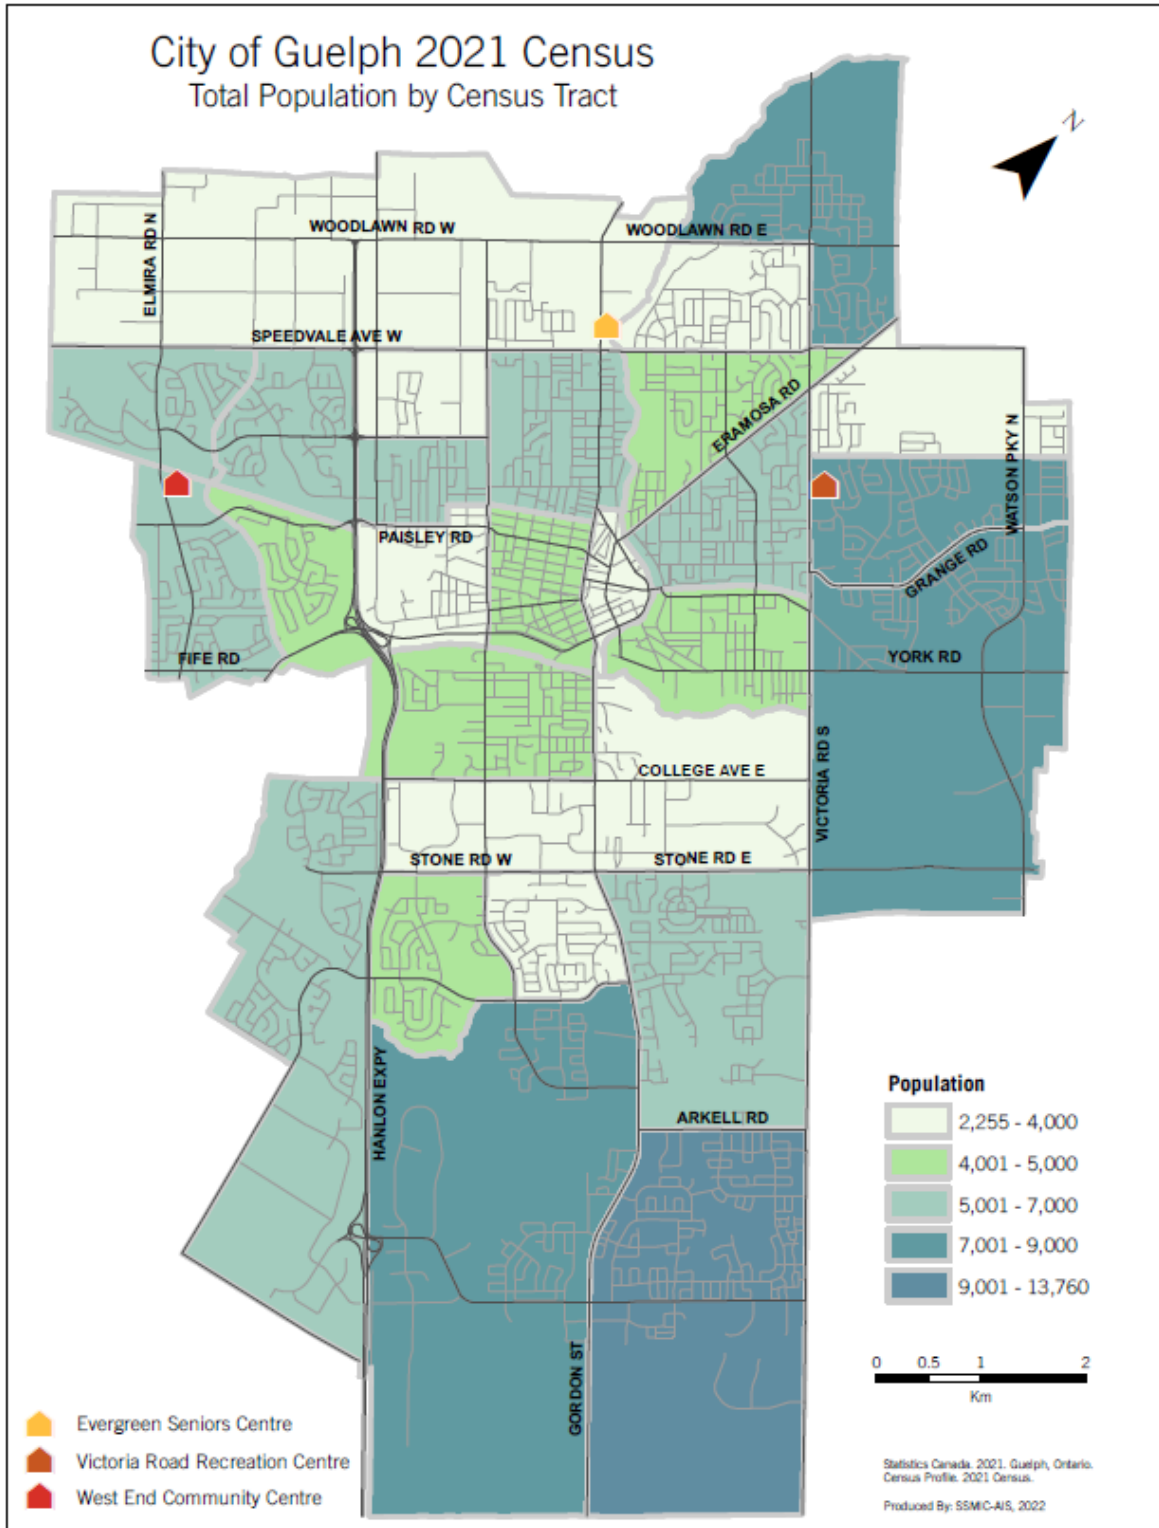 City of Guelph 2021 Census
Total Population by Census Tract
N
WOODLAWN RD W
WOODLAWN RD E
ELMIRA RD N
SPEEDVALE AVE W
ERAMOSA RD
WATSON PKY N
PAISLEY RD
GRANGE RD
FIFE RD
YORK RD
COLLEGE AVE E
VICTORIA RD S
STONE RD W
STONE RD E
HANLON EXPY
ARKELL RD
GORDON ST
Population
2,255 - 4,000
4,001 - 5,000
5,001 - 7,000
7,001 - 9,000
9,001 - 13,760
0 0.5 1 2
Km
Evergreen Seniors Centre
Victoria Road Recreation Centre
West End Community Centre
Statistics Canada. 2021. Guelph, Ontario.
Census Profile. 2021 Census.
Produced By: SSMIC-AIS, 2022